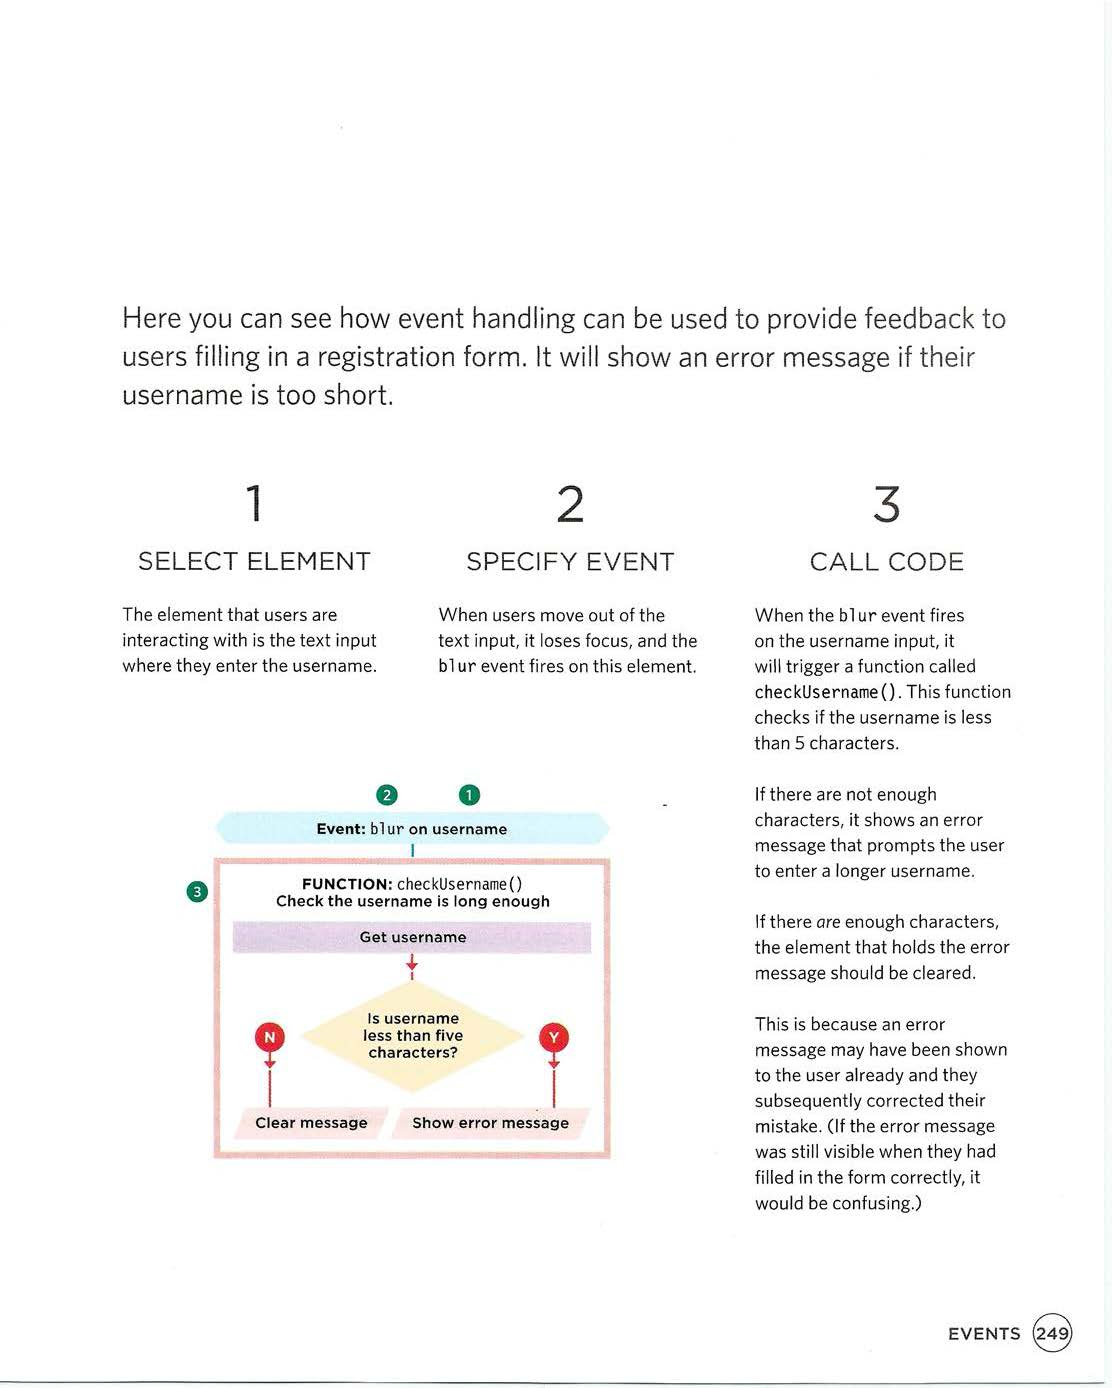 Here you can see how event handling can be used to provide feedback to
users filling in a registration form. It will show an error message if their
username is too short.
1
SELECT ELEMENT
The element that users are
interacting with is the text input
where they enter the username.
2
SPECIFY EVENT
When users move out of the
text input, it loses focus, and the
blur event fires on this element.
3
CALL CODE
When the blur event fires
on the username input, it
will trigger a function called
checkUsername(). This function
checks if the username is less
than 5 characters.
If there are not enough
characters, it shows an error
message that prompts the user
to enter a longer username.
If there are enough characters,
the element that holds the error
message should be cleared.
This is because an error
message may have been shown
to the user already and they
subsequently corrected their
mistake. (If the error message
was still visible when they had
filled in the form correctly, it
would be confusing.)
2 1
Event: blur on username
3
FUNCTION: checkUsername()
Check the username is long enough
Get username
Is username
less than five
characters?
N Y
Clear message Show error message
EVENTS 249